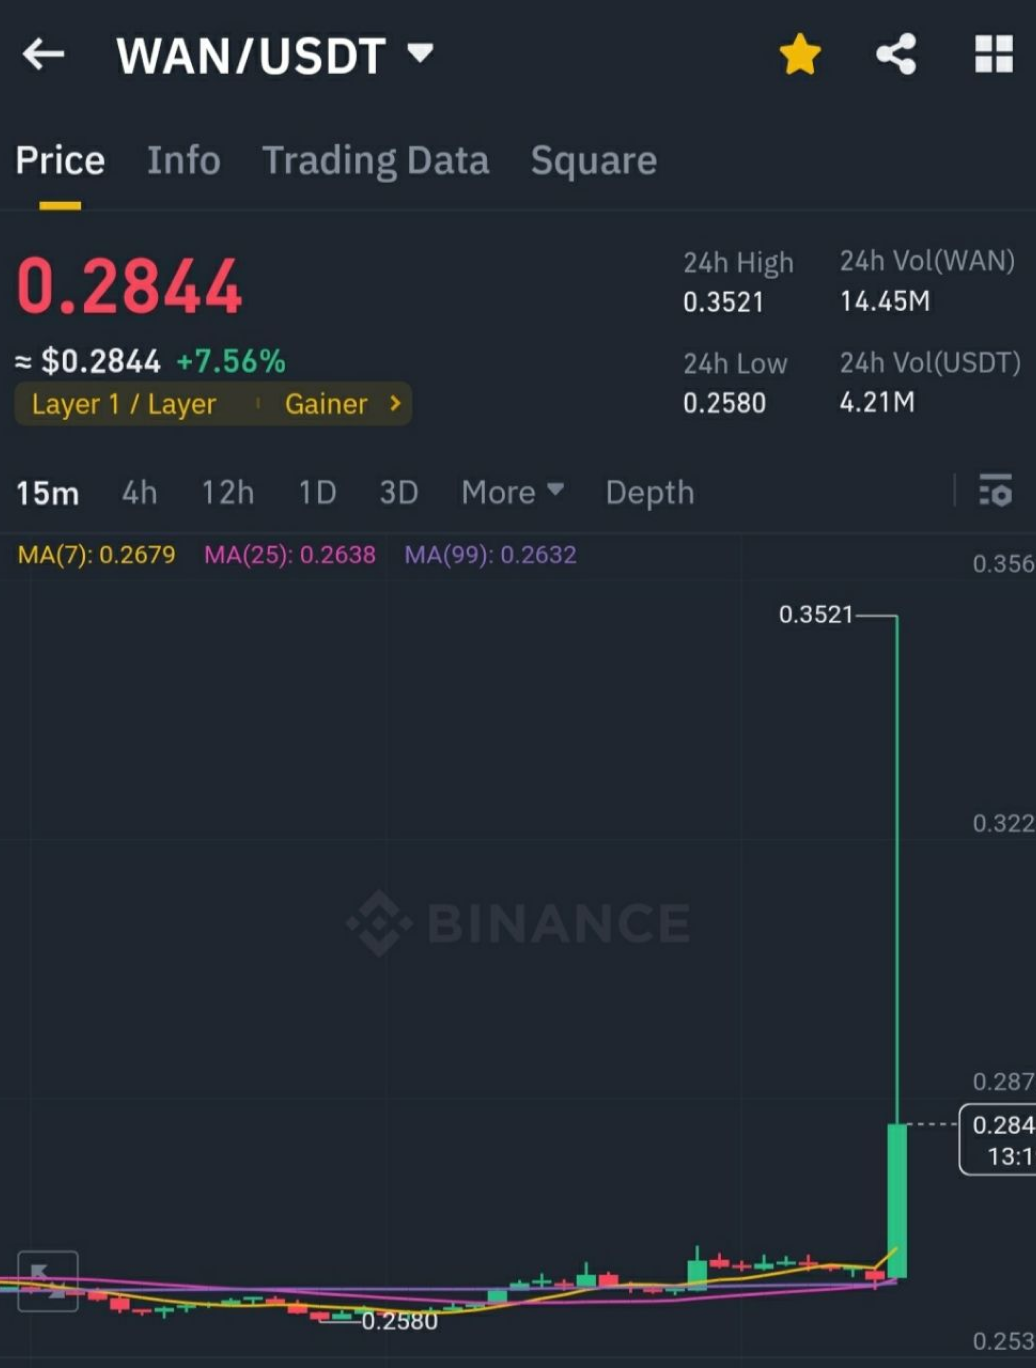 WAN/USDT
Price Info Trading Data Square
0.2844
≈ $0.2844 +7.56%
Layer 1 / Layer Gainer >
24h High
0.3521
24h Vol(WAN)
14.45M
24h Low
0.2580
24h Vol(USDT)
4.21M
15m 4h 12h 1D 3D More Depth
MA(7): 0.2679 MA(25): 0.2638 MA(99): 0.2632
0.356
0.3521
0.322
BINANCE
0.287
0.284
13:1
0.2580
0.253